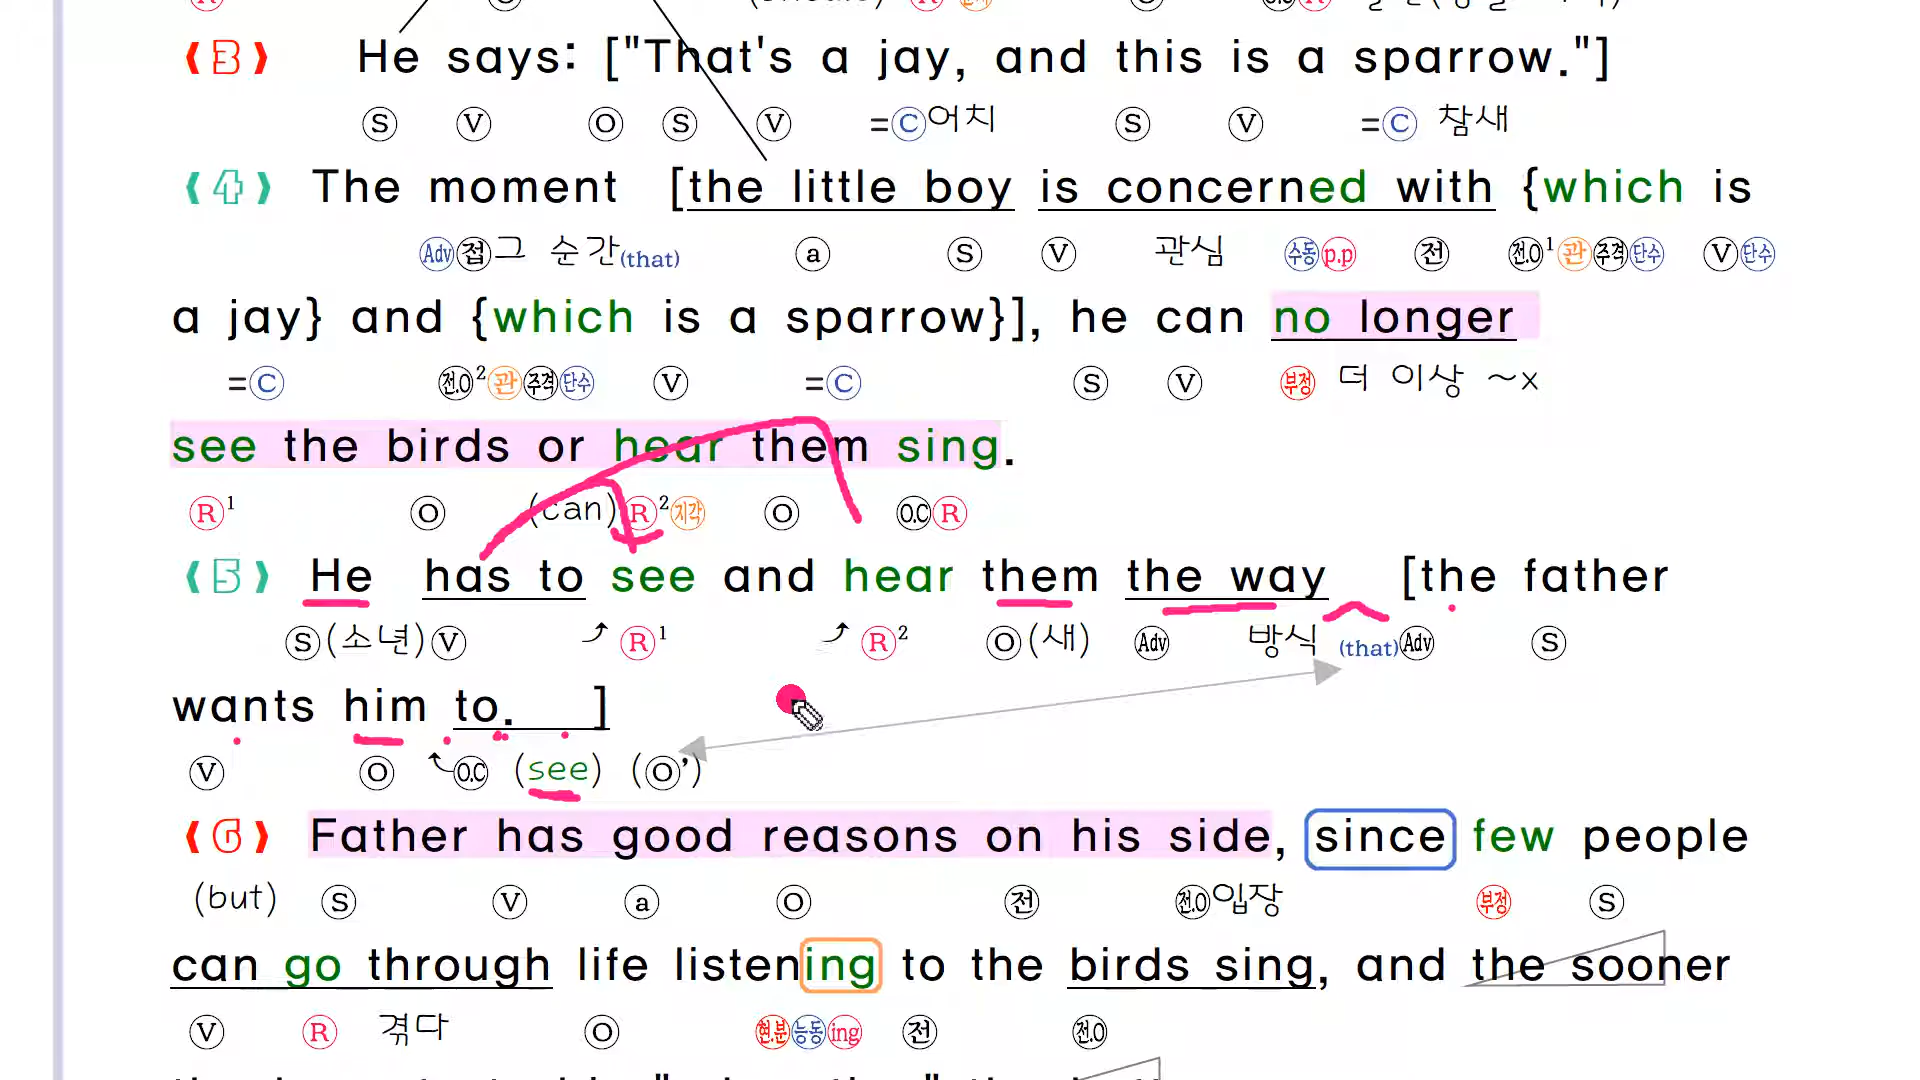 ❪3❫ He says: ["That's a jay, and this is a sparrow."]
Ⓢ Ⓥ Ⓞ Ⓢ Ⓥ =Ⓒ어치 Ⓢ Ⓥ =Ⓒ 참새
❪4❫ The moment [the little boy is concerned with {which is
Adv 접 그 순간(that) ⓐ Ⓢ Ⓥ 관심 수동 p.p 전 전.O¹ 관 주격 단수 Ⓥ 단수
a jay} and {which is a sparrow}], he can no longer
=Ⓒ 전.O² 관 주격 단수 Ⓥ =Ⓒ Ⓢ Ⓥ 부정 더 이상 ~x
see the birds or hear them sing.
Ⓡ¹ Ⓞ (can) Ⓡ² 지각 Ⓞ O.C Ⓡ
❪5❫ He has to see and hear them the way [the father
Ⓢ(소년)Ⓥ Ⓡ¹ Ⓡ² Ⓞ(새) Adv 방식 (that) Adv Ⓢ
wants him to. ]
Ⓥ Ⓞ O.C (see) (Ⓞ’)
❪6❫ Father has good reasons on his side, since few people
(but) Ⓢ Ⓥ ⓐ Ⓞ 전 전.O 입장 부정 Ⓢ
can go through life listening to the birds sing, and the sooner
Ⓥ Ⓡ 겪다 Ⓞ 현분 능동 ing 전 전.O